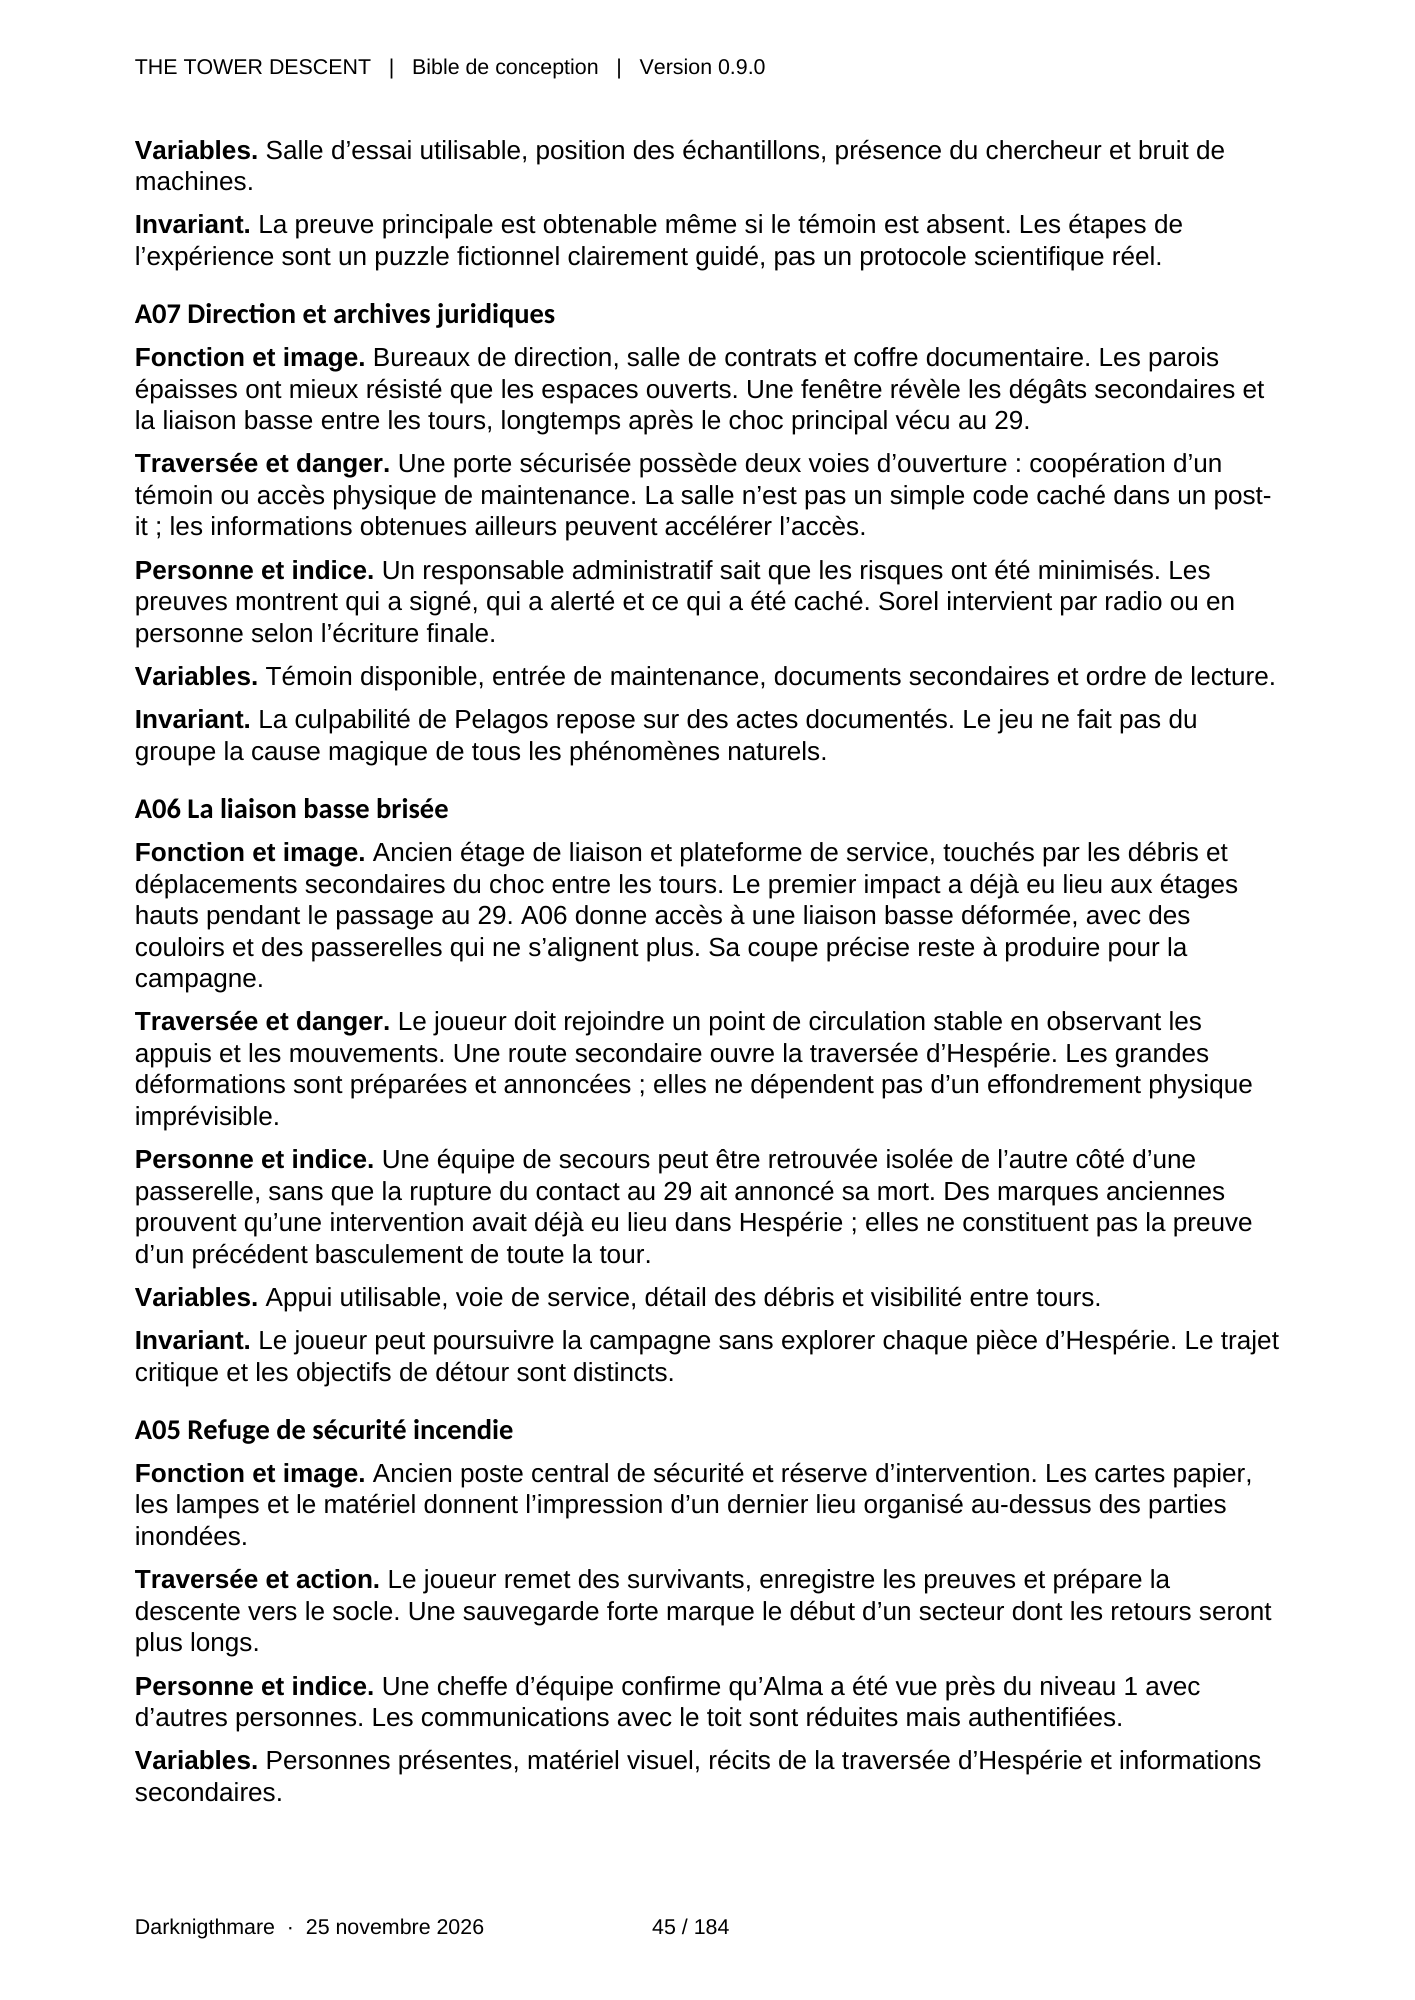 THE TOWER DESCENT | Bible de conception | Version 0.9.0
Variables. Salle d’essai utilisable, position des échantillons, présence du chercheur et bruit de
machines.
Invariant. La preuve principale est obtenable même si le témoin est absent. Les étapes de
l’expérience sont un puzzle fictionnel clairement guidé, pas un protocole scientifique réel.
A07 Direction et archives juridiques
Fonction et image. Bureaux de direction, salle de contrats et coffre documentaire. Les parois
épaisses ont mieux résisté que les espaces ouverts. Une fenêtre révèle les dégâts secondaires et
la liaison basse entre les tours, longtemps après le choc principal vécu au 29.
Traversée et danger. Une porte sécurisée possède deux voies d’ouverture : coopération d’un
témoin ou accès physique de maintenance. La salle n’est pas un simple code caché dans un post-
it ; les informations obtenues ailleurs peuvent accélérer l’accès.
Personne et indice. Un responsable administratif sait que les risques ont été minimisés. Les
preuves montrent qui a signé, qui a alerté et ce qui a été caché. Sorel intervient par radio ou en
personne selon l’écriture finale.
Variables. Témoin disponible, entrée de maintenance, documents secondaires et ordre de lecture.
Invariant. La culpabilité de Pelagos repose sur des actes documentés. Le jeu ne fait pas du
groupe la cause magique de tous les phénomènes naturels.
A06 La liaison basse brisée
Fonction et image. Ancien étage de liaison et plateforme de service, touchés par les débris et
déplacements secondaires du choc entre les tours. Le premier impact a déjà eu lieu aux étages
hauts pendant le passage au 29. A06 donne accès à une liaison basse déformée, avec des
couloirs et des passerelles qui ne s’alignent plus. Sa coupe précise reste à produire pour la
campagne.
Traversée et danger. Le joueur doit rejoindre un point de circulation stable en observant les
appuis et les mouvements. Une route secondaire ouvre la traversée d’Hespérie. Les grandes
déformations sont préparées et annoncées ; elles ne dépendent pas d’un effondrement physique
imprévisible.
Personne et indice. Une équipe de secours peut être retrouvée isolée de l’autre côté d’une
passerelle, sans que la rupture du contact au 29 ait annoncé sa mort. Des marques anciennes
prouvent qu’une intervention avait déjà eu lieu dans Hespérie ; elles ne constituent pas la preuve
d’un précédent basculement de toute la tour.
Variables. Appui utilisable, voie de service, détail des débris et visibilité entre tours.
Invariant. Le joueur peut poursuivre la campagne sans explorer chaque pièce d’Hespérie. Le trajet
critique et les objectifs de détour sont distincts.
A05 Refuge de sécurité incendie
Fonction et image. Ancien poste central de sécurité et réserve d’intervention. Les cartes papier,
les lampes et le matériel donnent l’impression d’un dernier lieu organisé au-dessus des parties
inondées.
Traversée et action. Le joueur remet des survivants, enregistre les preuves et prépare la
descente vers le socle. Une sauvegarde forte marque le début d’un secteur dont les retours seront
plus longs.
Personne et indice. Une cheffe d’équipe confirme qu’Alma a été vue près du niveau 1 avec
d’autres personnes. Les communications avec le toit sont réduites mais authentifiées.
Variables. Personnes présentes, matériel visuel, récits de la traversée d’Hespérie et informations
secondaires.
Darknigthmare · 25 novembre 2026 45 / 184